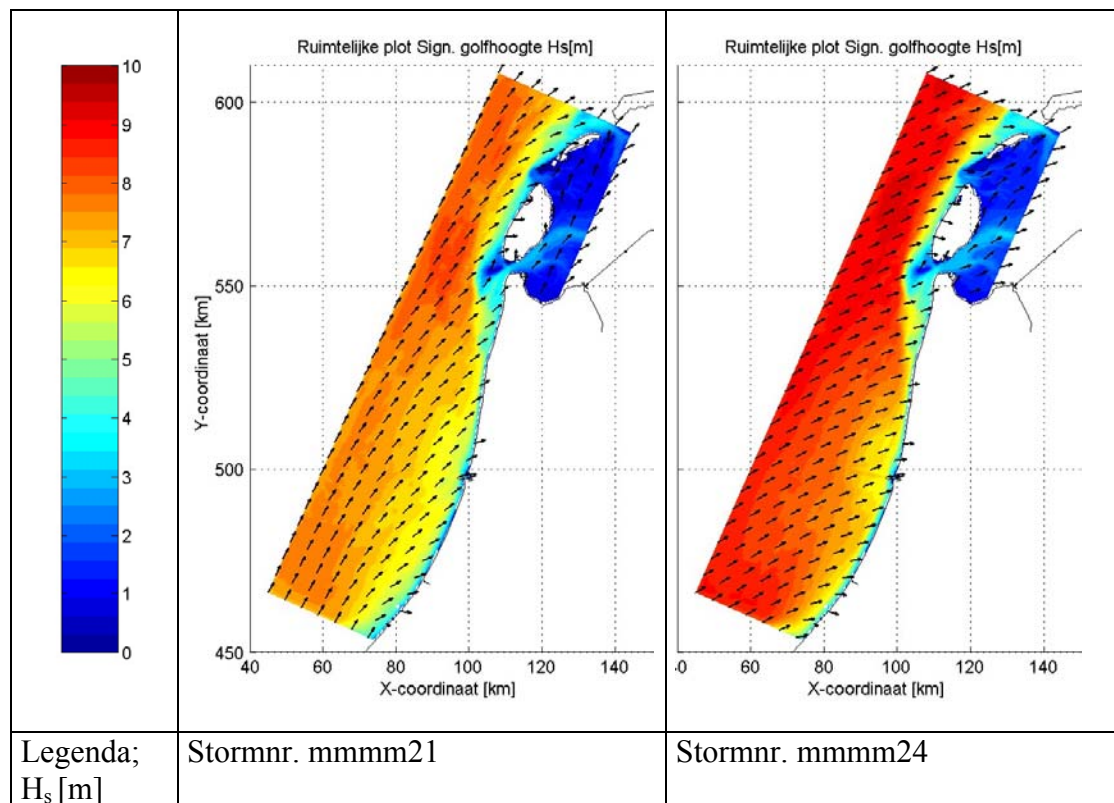 10
9
8
7
6
5
4
3
2
1
0
Ruimtelijke plot Sign. golfhoogte Hs[m]
600
550
500
450
Y-coordinaat [km]
40 60 80 100 120 140
X-coordinaat [km]
Ruimtelijke plot Sign. golfhoogte Hs[m]
.0 60 80 100 120 140
X-coordinaat [km]
Legenda;
Hs [m]
Stormnr. mmmm21
Stormnr. mmmm24